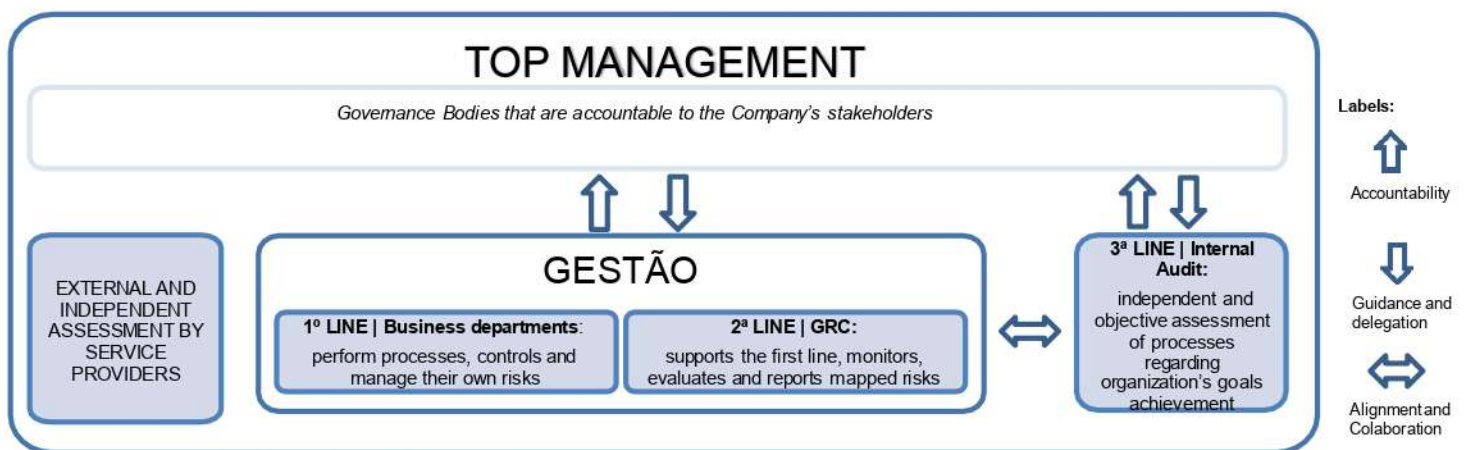 TOP MANAGEMENT
Governance Bodies that are accountable to the Company's stakeholders
EXTERNAL AND
INDEPENDENT
ASSESSMENT BY
SERVICE
PROVIDERS
GESTÃO
1º LINE | Business departments:
perform processes, controls and
manage their own risks
2ª LINE | GRC:
supports the first line, monitors,
evaluates and reports mapped risks
3ª LINE | Internal
Audit:
independent and
objective assessment
of processes
regarding
organization's goals
achievement
Labels:
Accountability
Guidance and
delegation
Alignment and
Colaboration